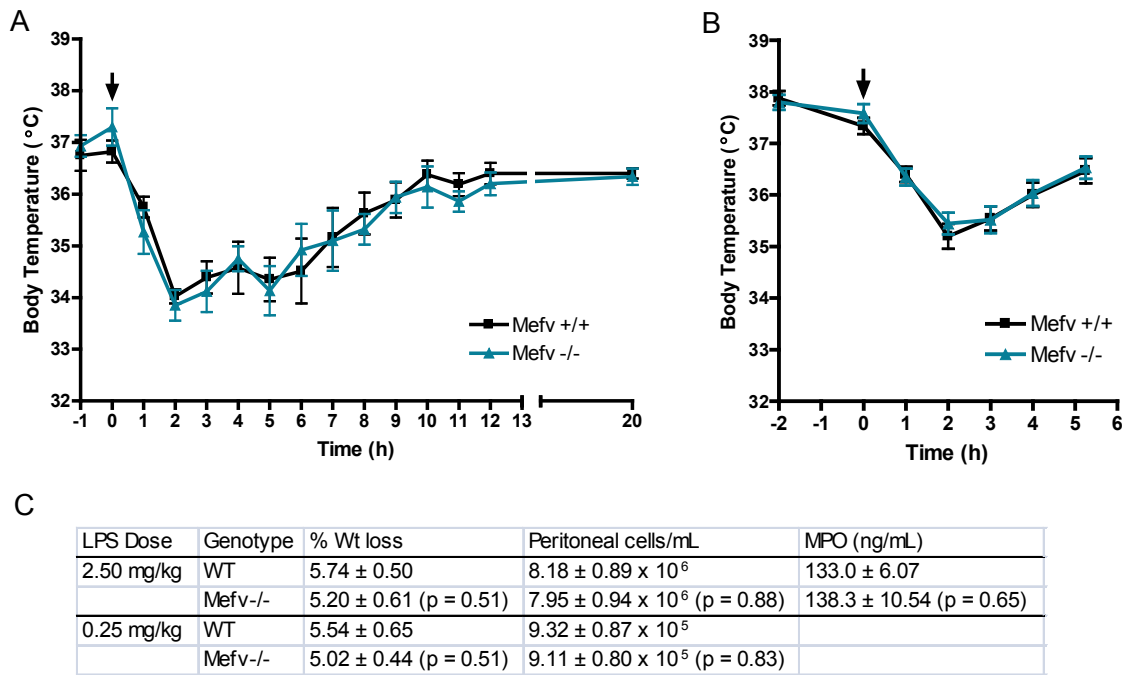 A
39
38
37
36
35
34
33
32
Body Temperature (°C)
-1 0 1 2 3 4 5 6 7 8 9 10 11 12 13 20
Time (h)
Mefv +/+
Mefv -/-
B
39
38
37
36
35
34
33
32
Body Temperature (°C)
-2 -1 0 1 2 3 4 5 6
Time (h)
Mefv +/+
Mefv -/-
C
LPS Dose Genotype % Wt loss Peritoneal cells/mL MPO (ng/mL)
2.50 mg/kg WT 5.74 ± 0.50 8.18 ± 0.89 x 10⁶ 133.0 ± 6.07
Mefv-/- 5.20 ± 0.61 (p = 0.51) 7.95 ± 0.94 x 10⁶ (p = 0.88) 138.3 ± 10.54 (p = 0.65)
0.25 mg/kg WT 5.54 ± 0.65 9.32 ± 0.87 x 10⁵
Mefv-/- 5.02 ± 0.44 (p = 0.51) 9.11 ± 0.80 x 10⁵ (p = 0.83)